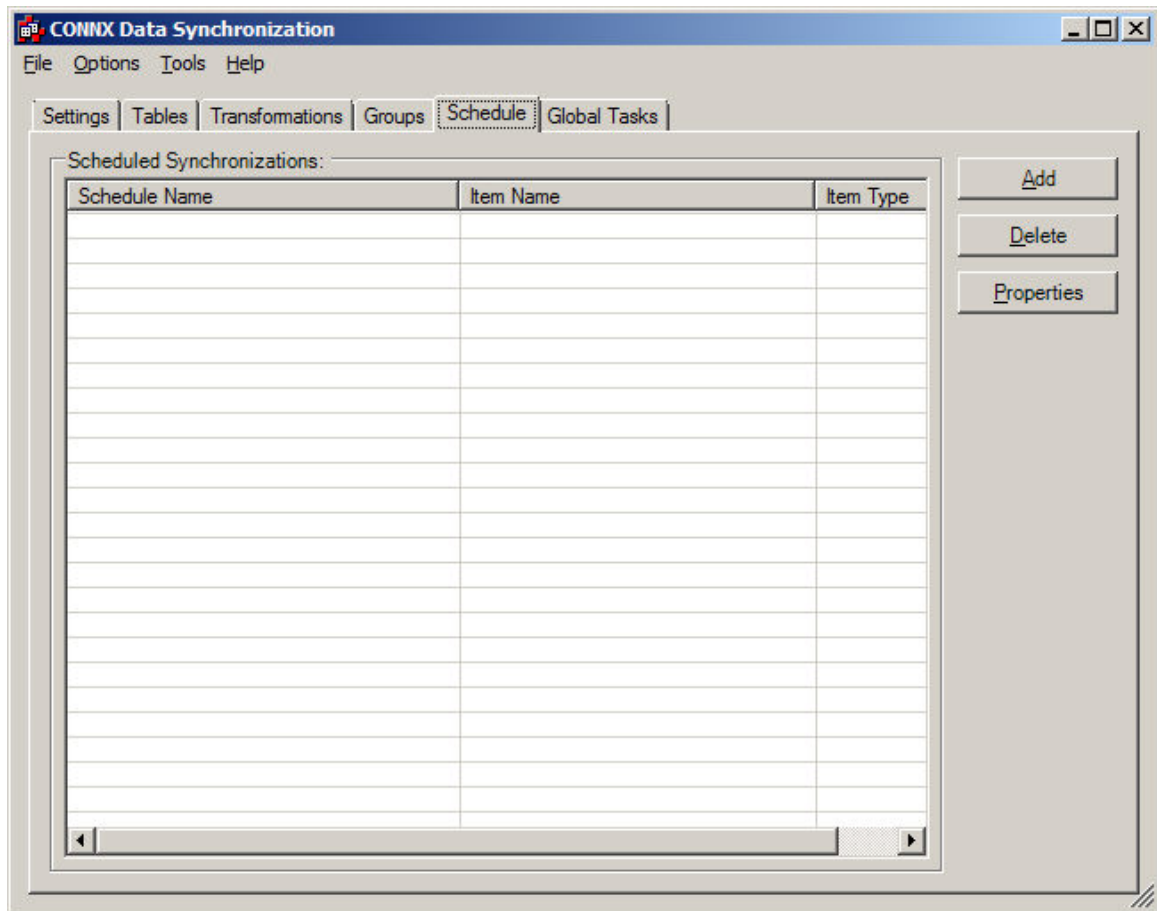 CONNX Data Synchronization
File Options Tools Help
Settings Tables Transformations Groups Schedule Global Tasks
Scheduled Synchronizations:
Schedule Name Item Name Item Type
Add
Delete
Properties